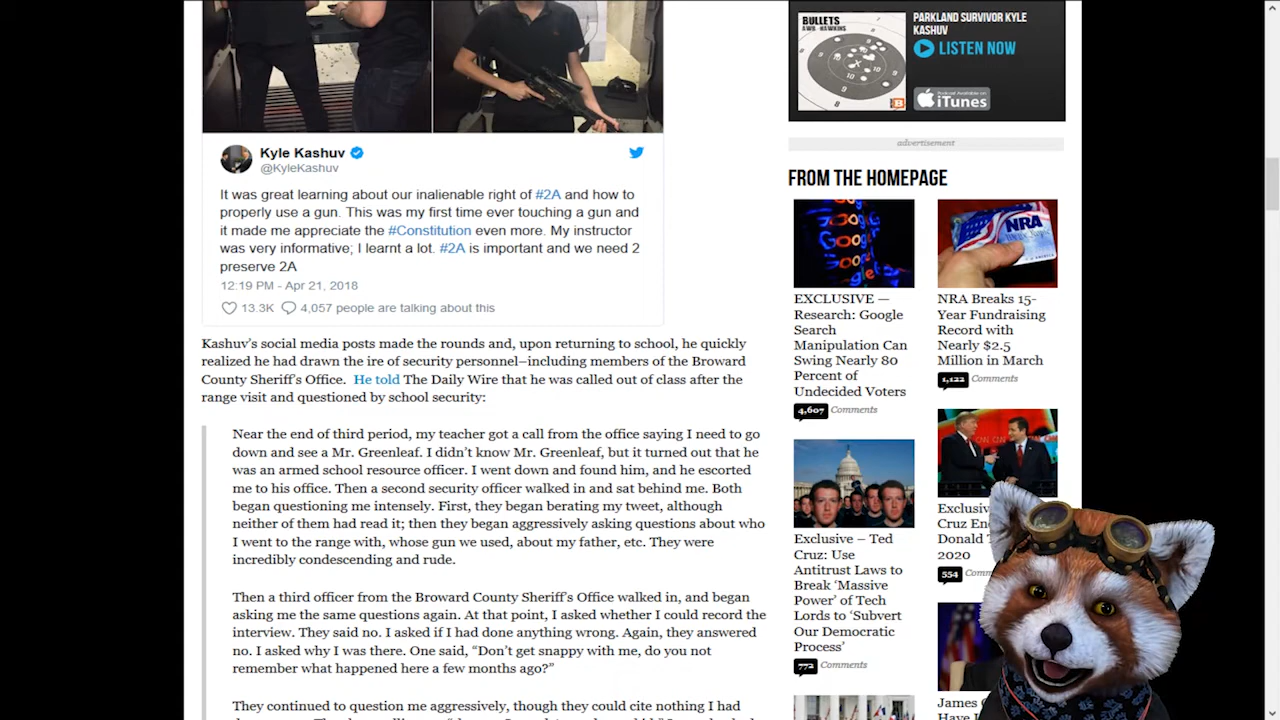 Kyle Kashuv
@KyleKashuv
It was great learning about our inalienable right of #2A and how to
properly use a gun. This was my first time ever touching a gun and
it made me appreciate the #Constitution even more. My instructor
was very informative; I learnt a lot. #2A is important and we need 2
preserve 2A
12:19 PM - Apr 21, 2018
13.3K 4,057 people are talking about this
Kashuv's social media posts made the rounds and, upon returning to school, he quickly
realized he had drawn the ire of security personnel–including members of the Broward
County Sheriff's Office. He told The Daily Wire that he was called out of class after the
range visit and questioned by school security:
Near the end of third period, my teacher got a call from the office saying I need to go
down and see a Mr. Greenleaf. I didn't know Mr. Greenleaf, but it turned out that he
was an armed school resource officer. I went down and found him, and he escorted
me to his office. Then a second security officer walked in and sat behind me. Both
began questioning me intensely. First, they began berating my tweet, although
neither of them had read it; then they began aggressively asking questions about who
I went to the range with, whose gun we used, about my father, etc. They were
incredibly condescending and rude.
Then a third officer from the Broward County Sheriff's Office walked in, and began
asking me the same questions again. At that point, I asked whether I could record the
interview. They said no. I asked if I had done anything wrong. Again, they answered
no. I asked why I was there. One said, "Don't get snappy with me, do you not
remember what happened here a few months ago?"
They continued to question me aggressively, though they could cite nothing I had
BULLETS
AWR HAWKINS
PARKLAND SURVIVOR KYLE
KASHUV
LISTEN NOW
iTunes
advertisement
FROM THE HOMEPAGE
EXCLUSIVE —
Research: Google
Search
Manipulation Can
Swing Nearly 80
Percent of
Undecided Voters
4,607 Comments
Exclusive – Ted
Cruz: Use
Antitrust Laws to
Break 'Massive
Power' of Tech
Lords to 'Subvert
Our Democratic
Process'
772 Comments
NRA
NRA Breaks 15-
Year Fundraising
Record with
Nearly $2.5
Million in March
1,122 Comments
Exclusiv
Cruz En
Donald T
2020
554 Comm
James C
Have